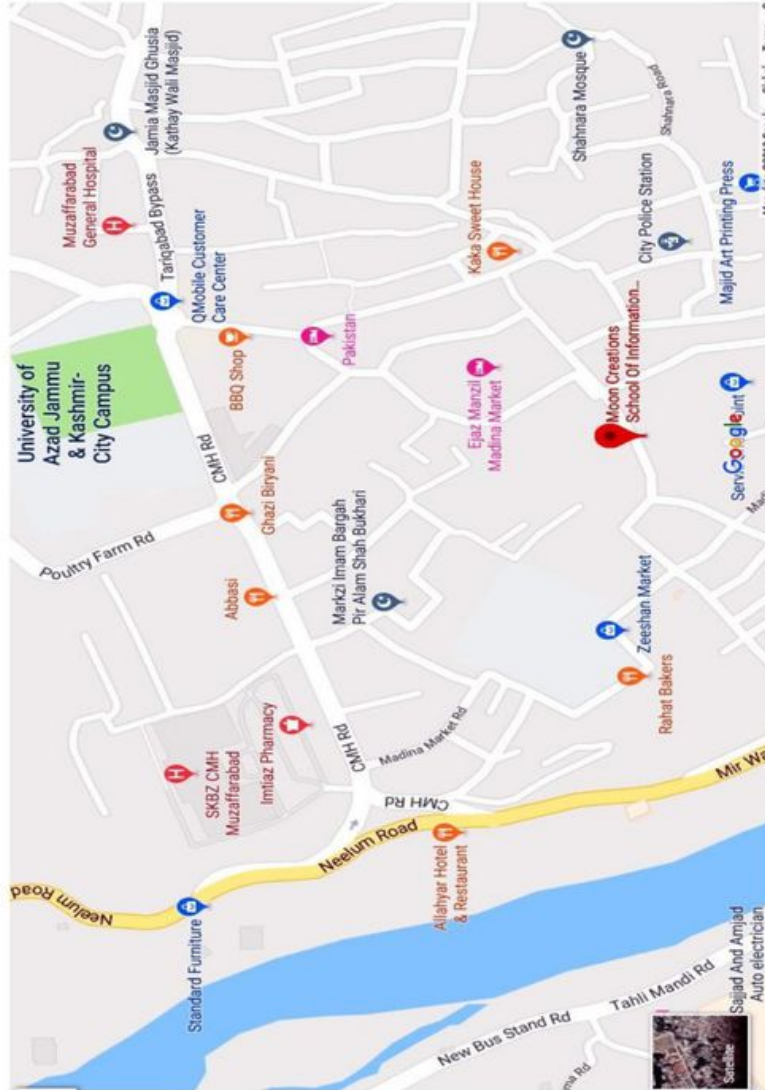 University of
Azad Jammu
& Kashmir-
City Campus
Muzaffarabad
General Hospital
Jamia Masjid Ghusia
(Kathay Wali Masjid)
Tariqabad Bypass
QMobile Customer
Care Center
BBQ Shop
Pakistan
CMH Rd
Ghazi Biryani
Poultry Farm Rd
Abbasi
Markzi Imam Bargah
Pir Alam Shah Bukhari
SKBZ CMH
Muzaffarabad
Imtiaz Pharmacy
CMH Rd
Madina Market Rd
CMH Rd
Neelum Road
Neelum Road
Standard Furniture
Allahyar Hotel
& Restaurant
Kaka Sweet House
Shahnara Mosque
Shahnara Road
City Police Station
Majid Art Printing Press
Ejaz Manzil
Madina Market
Moon Creations
School Of Information...
Google
Zeeshan Market
Rahat Bakers
Mir Wa
New Bus Stand Rd
Tahli Mandi Rd
Sajjad And Amjad
Auto electrician
Satellite